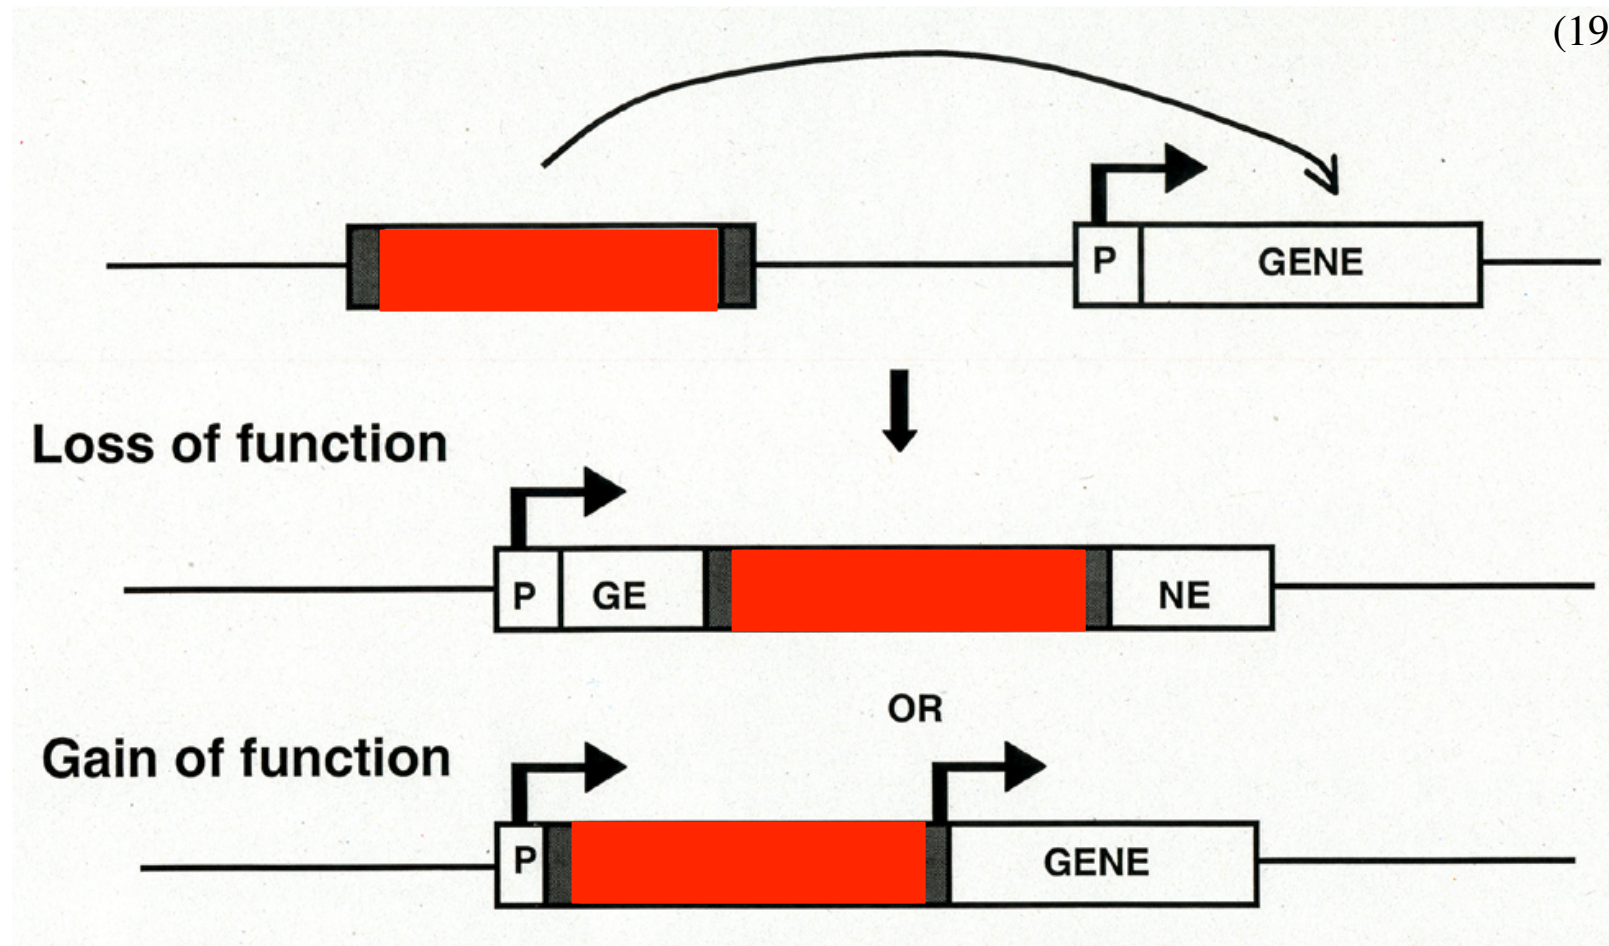 (19
P
GENE
Loss of function
P
GE
NE
OR
Gain of function
P
GENE